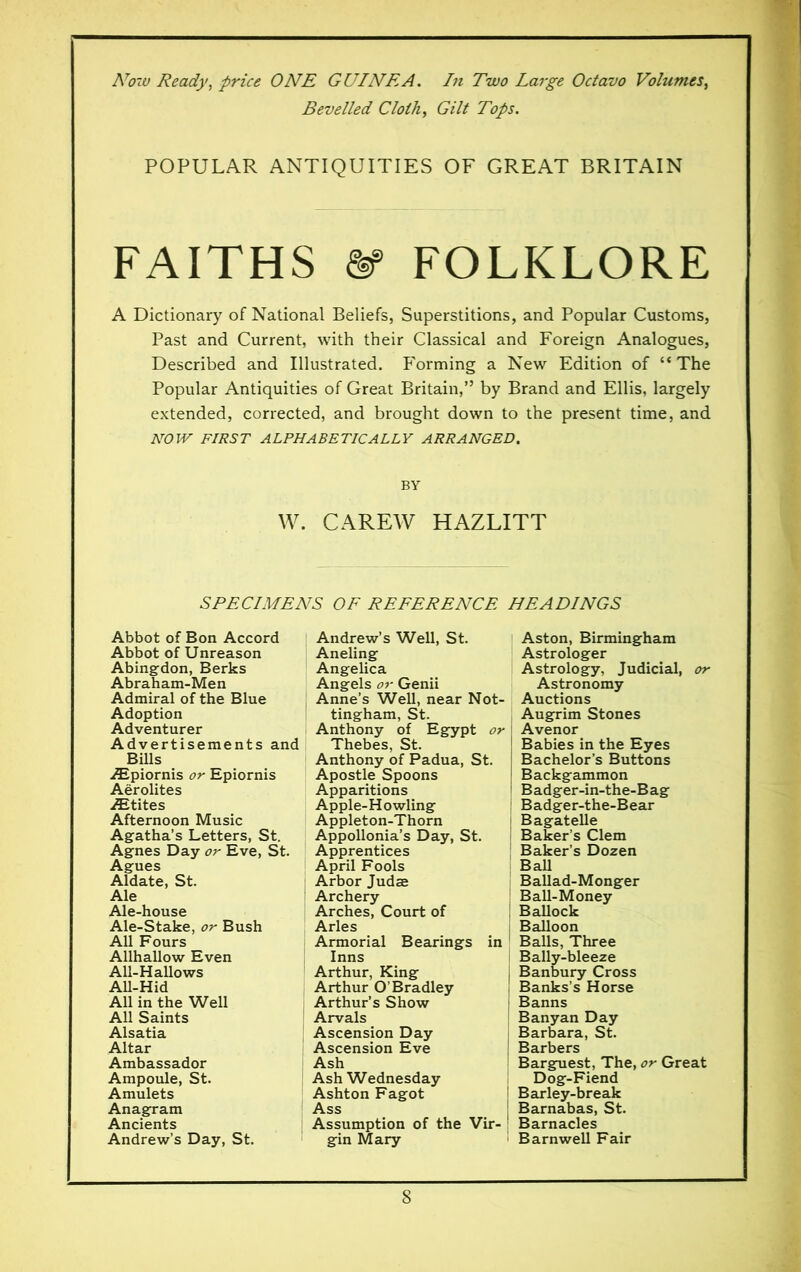 Now Ready, price ONE GUINEA. In Two Large Octavo Volumes,
Bevelled Cloth, Gilt Tops.
POPULAR ANTIQUITIES OF GREAT BRITAIN
FAITHS & FOLKLORE
A Dictionary of National Beliefs, Superstitions, and Popular Customs,
Past and Current, with their Classical and Foreign Analogues,
Described and Illustrated. Forming a New Edition of “The
Popular Antiquities of Great Britain,” by Brand and Ellis, largely
extended, corrected, and brought down to the present time, and
NOW FIRST ALPHABETICALLY ARRANGED.
BY
W. CAREW HAZLITT
SPECIMENS OF REFERENCE HEADINGS
Abbot of Bon Accord
Abbot of Unreason
Abingdon, Berks
Abraham-Men
Admiral of the Blue
Adoption
Adventurer
Advertisements and
Bills
Æpiornis or Epiornis
Aërolites
Ætites
Afternoon Music
Agatha's Letters, St.
Agnes Day or Eve, St.
Agues
Aldate, St.
Ale
Ale-house
Ale-Stake, or Bush
All Fours
Allhallow Even
All-Hallows
All-Hid
All in the Well
All Saints
Alsatia
Altar
Ambassador
Ampoule, St.
Amulets
Anagram
Ancients
Andrew's Day, St.
Andrew's Well, St.
Aneling
Angelica
Angels or Genii
Anne's Well, near Not-
tingham, St.
Anthony of Egypt or
Thebes, St.
Anthony of Padua, St.
Apostle Spoons
Apparitions
Apple-Howling
Appleton-Thorn
Appollonia's Day, St.
Apprentices
April Fools
Arbor Judæ
Archery
Arches, Court of
Arles
Armorial Bearings in
Inns
Arthur, King
Arthur O'Bradley
Arthur's Show
Arvals
Ascension Day
Ascension Eve
Ash
Ash Wednesday
Ashton Fagot
Ass
Assumption of the Vir-
gin Mary
Aston, Birmingham
Astrologer
Astrology, Judicial, or
Astronomy
Auctions
Augrim Stones
Avenor
Babies in the Eyes
Bachelor's Buttons
Backgammon
Badger-in-the-Bag
Badger-the-Bear
Bagatelle
Baker's Clem
Baker's Dozen
Ball
Ballad-Monger
Ball-Money
Ballock
Balloon
Balls, Three
Bally-bleeze
Banbury Cross
Banks's Horse
Banns
Banyan Day
Barbara, St.
Barbers
Barguest, The, or Great
Dog-Fiend
Barley-break
Barnabas, St.
Barnacles
Barnwell Fair
8